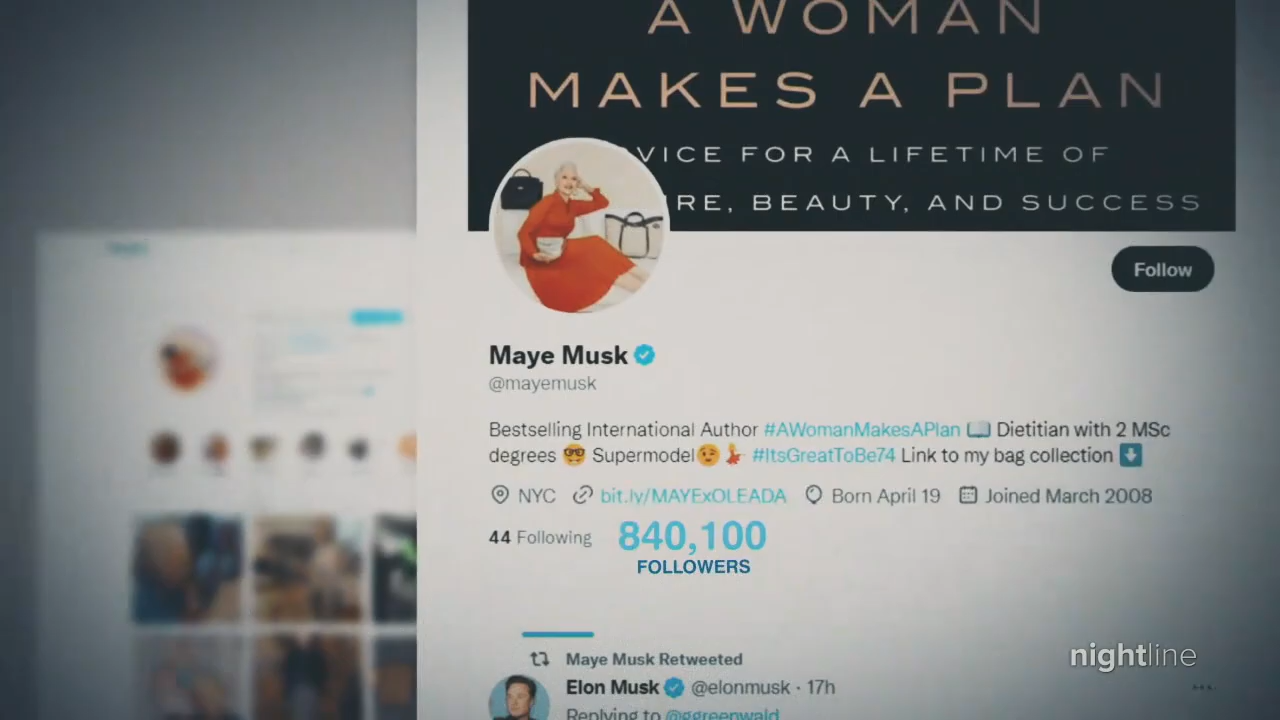 A WOMAN
MAKES A PLAN
VICE FOR A LIFETIME OF
RE, BEAUTY, AND SUCCESS
Follow
Maye Musk
@mayemusk
Bestselling International Author #AWomanMakesAPlan 📖 Dietitian with 2 MSc
degrees 🤓 Supermodel😉💃 #ItsGreatToBe74 Link to my bag collection ⬇️
NYC bit.ly/MAYExOLEADA Born April 19 Joined March 2008
44 Following 840,100
FOLLOWERS
Maye Musk Retweeted
nightline
Elon Musk @elonmusk · 17h
Replying to @ggreenwald